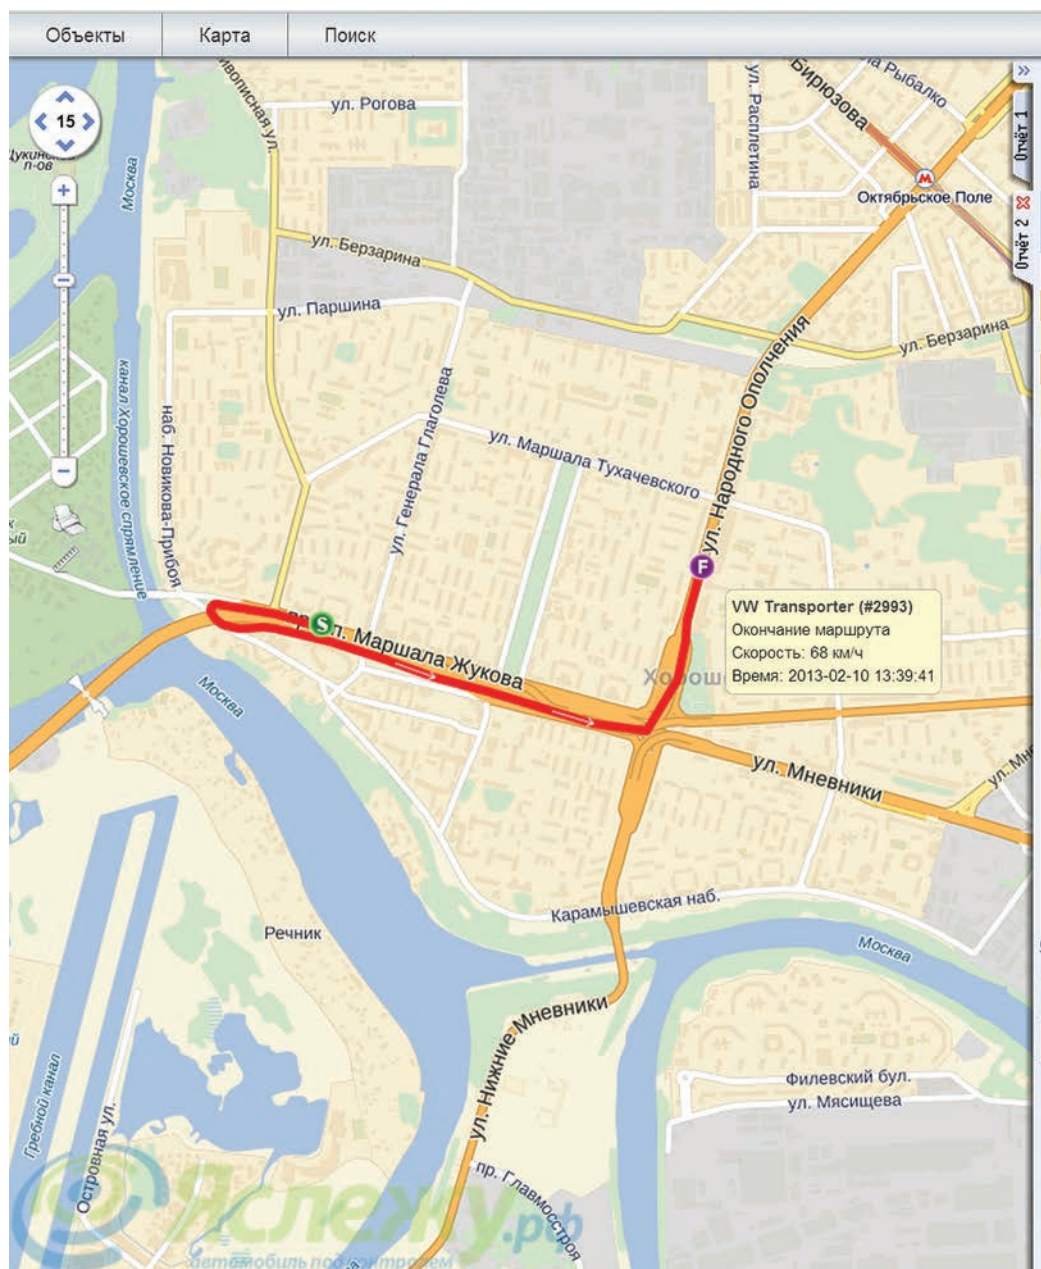 Объекты
Карта
Поиск
15
ул. Рогова
ул. Расплетина
Бирюзова
Рыбалко
Отчёт 1
Москва
п-ов
Октябрьское Поле
Отчёт 2
ул. Берзарина
ул. Паршина
ул. Берзарина
канал Хорошевское спрямление
наб. Новикова-Прибоя
ул. Генерала Глаголева
ул. Народного Ополчения
ул. Маршала Тухачевского
F
VW Transporter (#2993)
Окончание маршрута
Скорость: 68 км/ч
Время: 2013-02-10 13:39:41
S
Маршала Жукова
Москва
ул. Мневники
Карамышевская наб.
Речник
Москва
ул. Нижние Мневники
Филевский бул.
ул. Мясищева
Гребной канал
Островная ул.
пр. Главмосстроя
Яслежу.рф
автомобиль под контролем